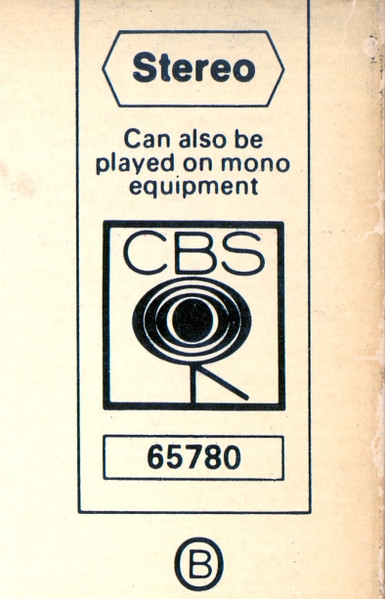 Stereo
Can also be
played on mono
equipment
CBS
65780
B